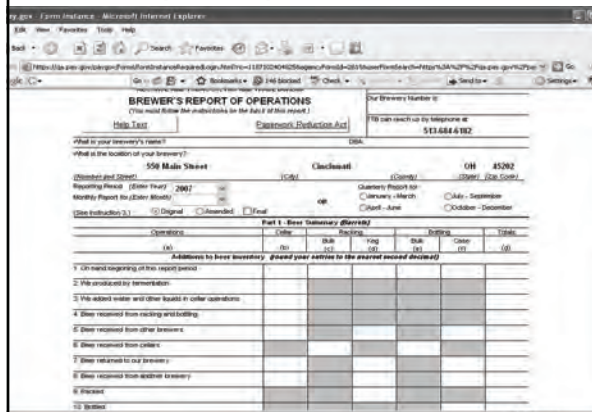 ry.gov - Form Instance - Microsoft Internet Explorer
Edit View Favorites Tools Help
Back Search Favorites
Go
Go Bookmarks 146 blocked Check Send to Settings
BREWER'S REPORT OF OPERATIONS
(You must follow the instructions on the back of this report.)
Help Text Paperwork Reduction Act
Our Brewery Number is:
TTB can reach us by telephone at
513-684-6182
What is your brewery's name? DBA:
What is the location of your brewery?
550 Main Street Cincinnati OH 45202
(Number and Street) (City) (County) (State) (Zip Code)
Reporting Period (Enter Year) 2007 Quarterly Report for
Monthly Report for (Enter Month) OR January - March July - September
April - June October - December
(See Instruction 3.) Original Amended Final
Part 1 - Beer Summary (Barrels)
Operations Cellar Racking Bottling Totals
Bulk Keg Bulk Case
(a) (b) (c) (d) (e) (f) (g)
Additions to beer inventory (round your entries to the nearest second decimal)
1 On hand beginning of this report period
2 We produced by fermentation
3 We added water and other liquids in cellar operations
4 Beer received from racking and bottling
5 Beer received from other brewers
6 Beer received from cellars
7 Beer returned to our brewery
8 Beer received from another brewery
9 Racked
10 Bottled